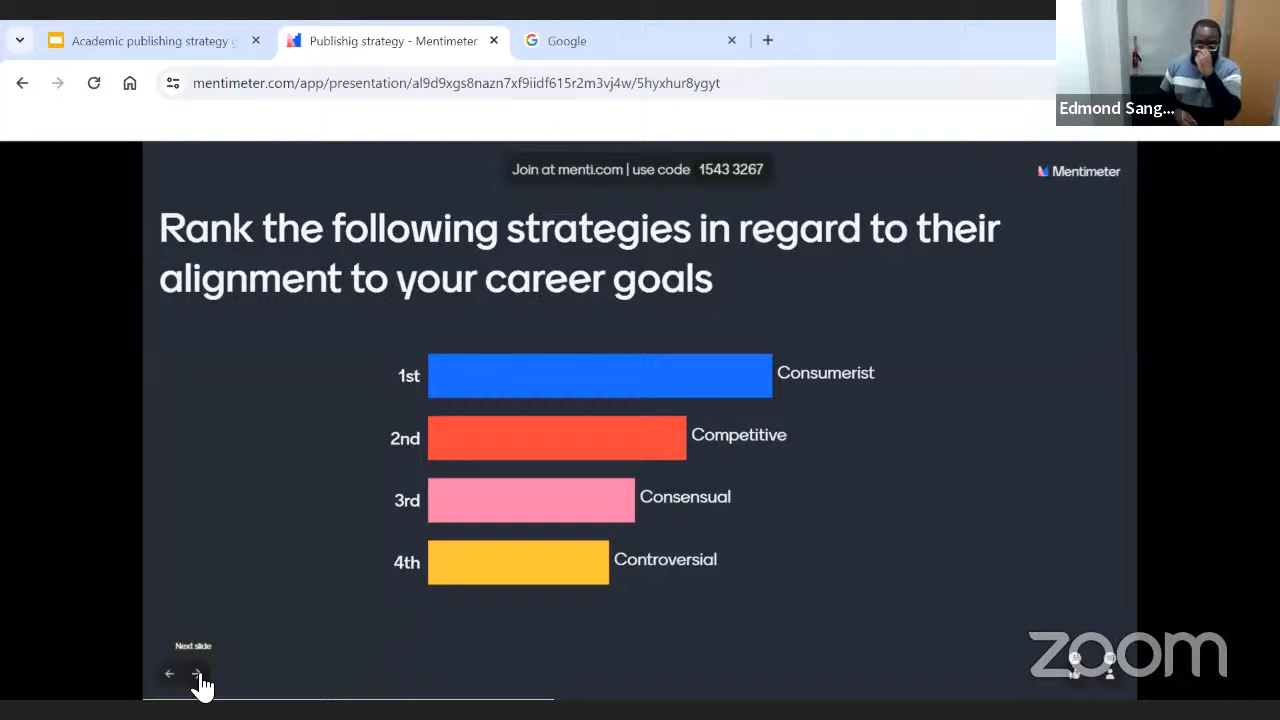 Academic publishing strategy g
Publishig strategy - Mentimeter
Google
mentimeter.com/app/presentation/al9d9xgs8nazn7xf9iidf615r2m3vj4w/5hyxhur8ygyt
Edmond Sang...
Join at menti.com | use code 1543 3267
Mentimeter
Rank the following strategies in regard to their
alignment to your career goals
1st Consumerist
2nd Competitive
3rd Consensual
4th Controversial
Next slide
zoom